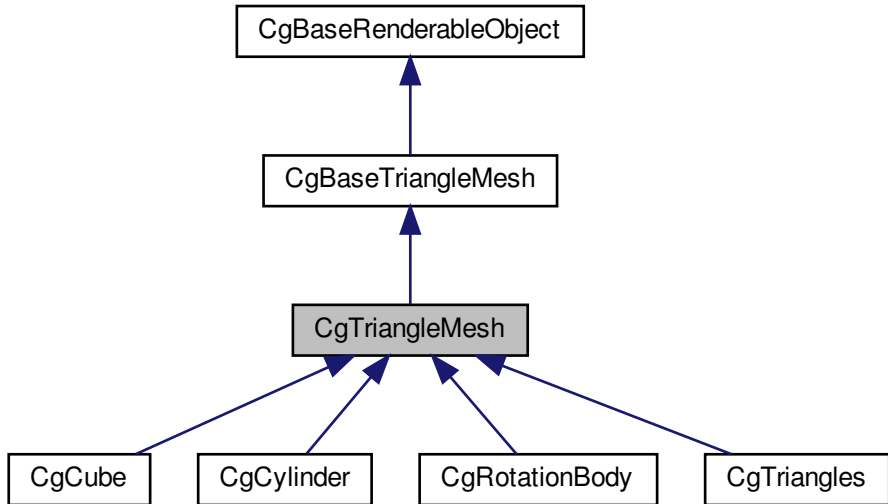 CgBaseRenderableObject
CgBaseTriangleMesh
CgTriangleMesh
CgCube
CgCylinder
CgRotationBody
CgTriangles